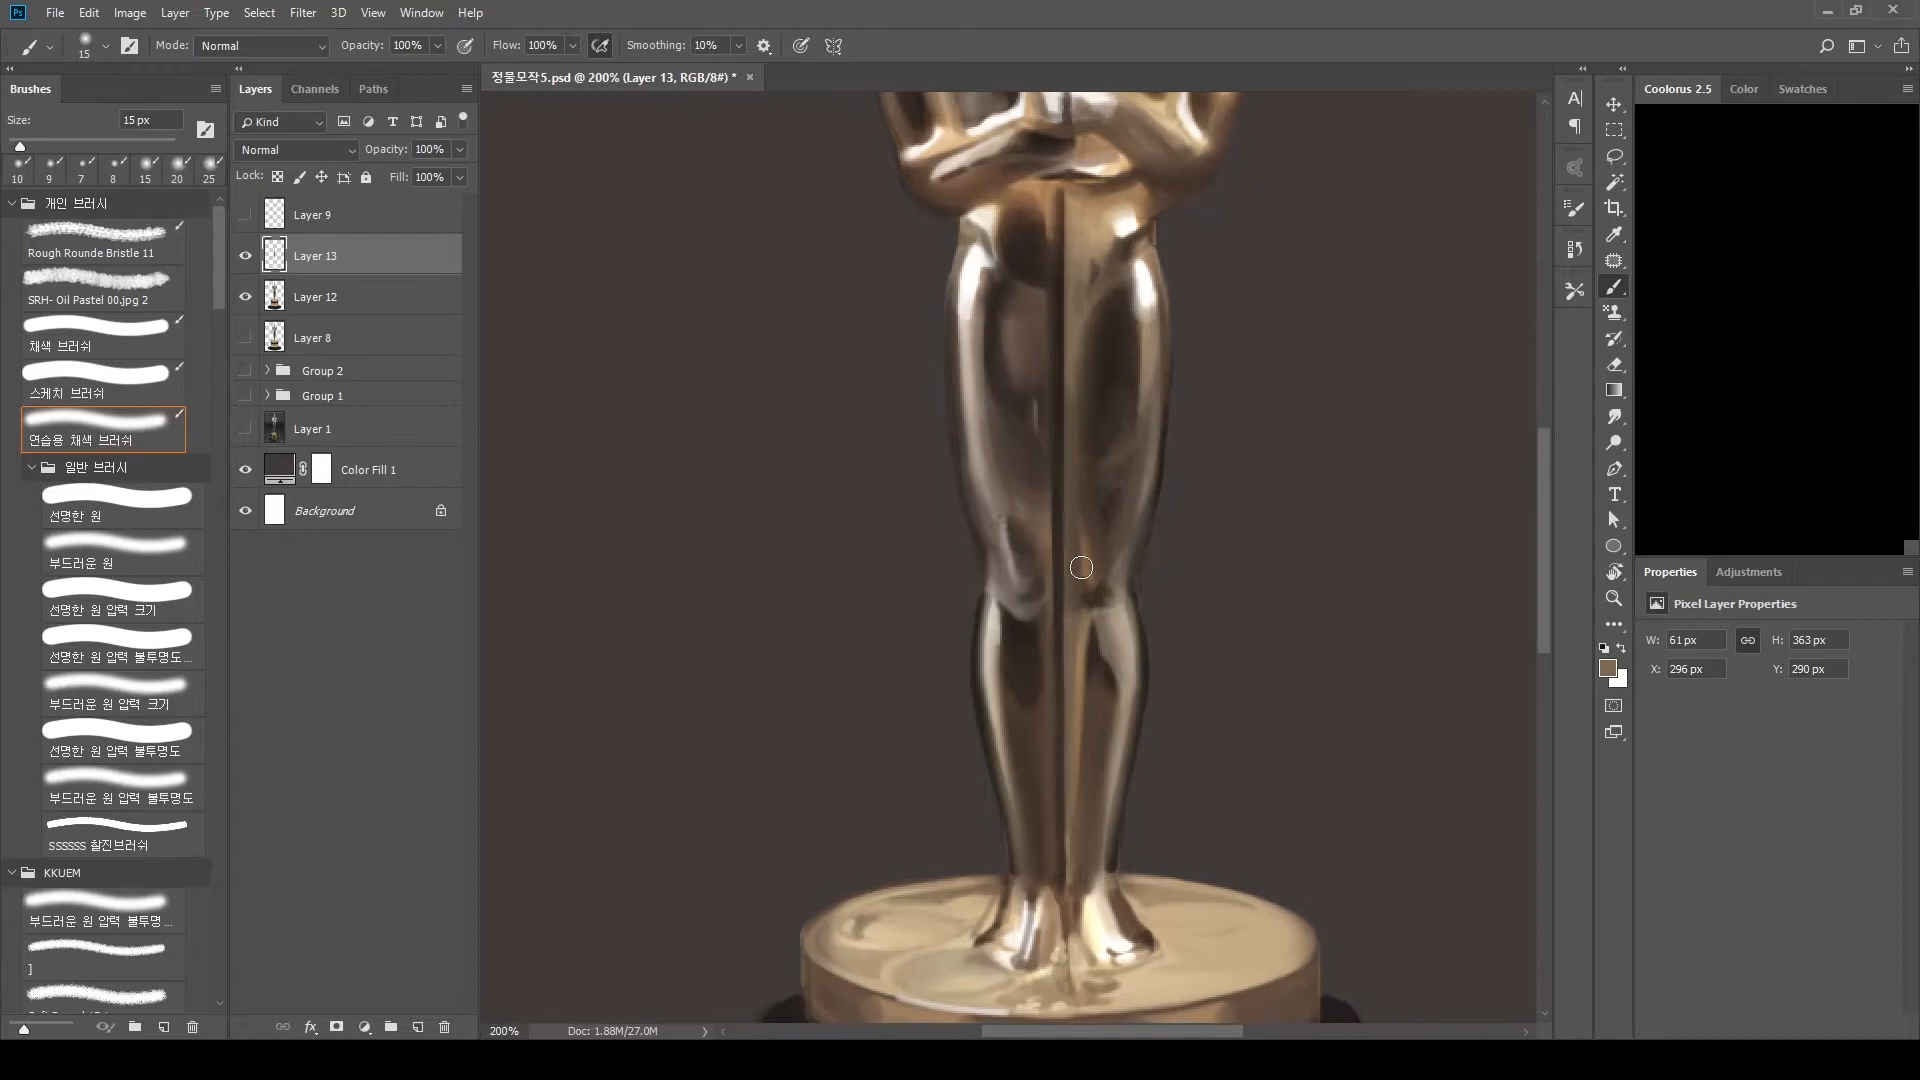 Ps File Edit Image Layer Type Select Filter 3D View Window Help
15 Mode: Normal Opacity: 100% Flow: 100% Smoothing: 10%
Brushes
Size: 15 px
10 9 7 8 15 20 25
개인 브러시
Rough Rounde Bristle 11
SRH- Oil Pastel 00.jpg 2
채색 브러쉬
스케치 브러쉬
연습용 채색 브러쉬
일반 브러시
선명한 원
부드러운 원
선명한 원 압력 크기
선명한 원 압력 불투명도...
부드러운 원 압력 크기
선명한 원 압력 불투명도
부드러운 원 압력 불투명도
ssssss 찰진브러쉬
KKUEM
부드러운 원 압력 불투명...
]
Layers Channels Paths
Kind
Normal Opacity: 100%
Lock: Fill: 100%
Layer 9
Layer 13
Layer 12
Layer 8
Group 2
Group 1
Layer 1
Color Fill 1
Background
정물모작5.psd @ 200% (Layer 13, RGB/8#) *
200% Doc: 1.88M/27.0M
Coolorus 2.5 Color Swatches
Properties Adjustments
Pixel Layer Properties
W: 61 px H: 363 px
X: 296 px Y: 290 px